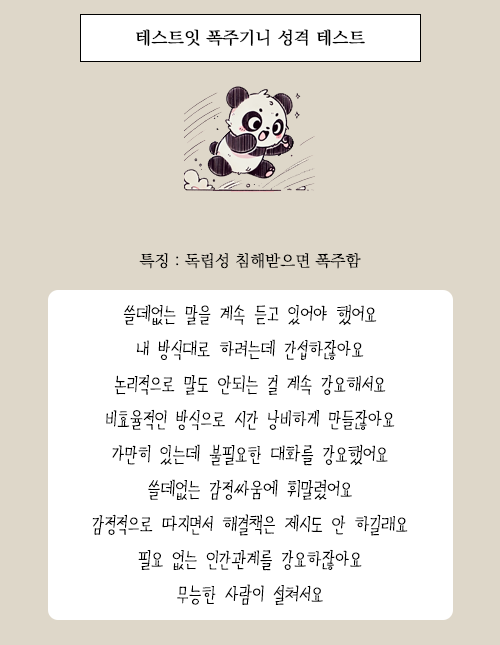 테스트잇 폭주기니 성격 테스트
특징 : 독립성 침해받으면 폭주함
쓸데없는 말을 계속 듣고 있어야 했어요
내 방식대로 하려는데 간섭하잖아요
논리적으로 말도 안되는 걸 계속 강요해서요
비효율적인 방식으로 시간 낭비하게 만들잖아요
가만히 있는데 불필요한 대화를 강요했어요
쓸데없는 감정싸움에 휘말렸어요
감정적으로 따지면서 해결책은 제시도 안 하길래요
필요 없는 인간관계를 강요하잖아요
무능한 사람이 설쳐서요